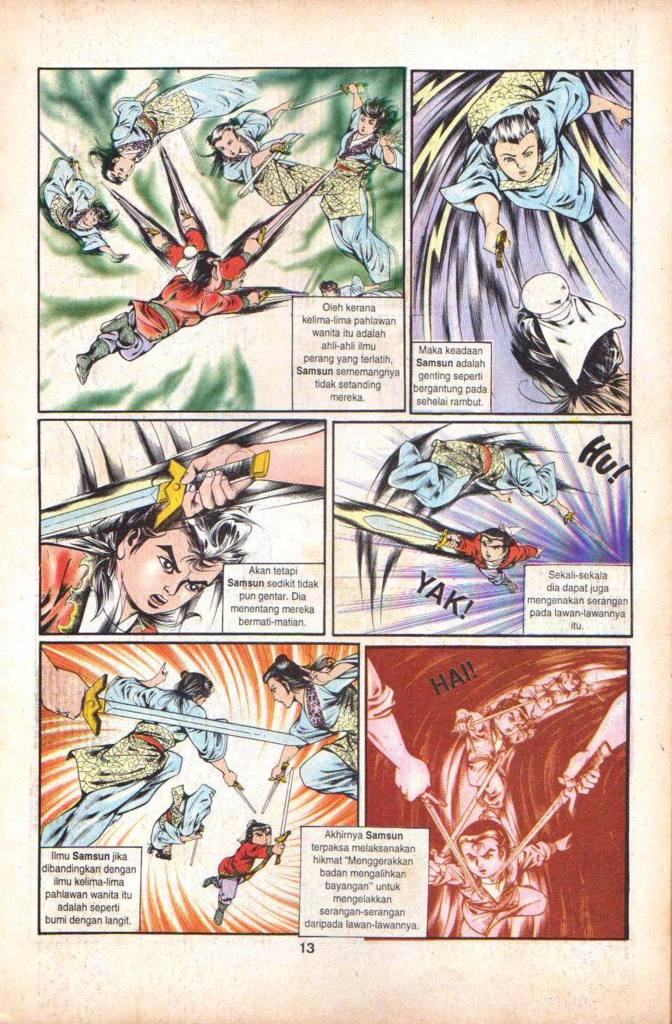 Oleh kerana
kelima-lima pahlawan
wanita itu adalah
ahli-ahli ilmu
perang yang terlatih,
Samsun sememangnya
tidak setanding
mereka.
Maka keadaan
Samsun adalah
genting seperti
bergantung pada
sehelai rambut.
Akan tetapi
Samsun sedikit tidak
pun gentar. Dia
menentang mereka
bermati-matian.
HU!
YAK!
Sekali-sekala
dia dapat juga
mengenakan serangan
pada lawan-lawannya
itu.
Ilmu Samsun jika
dibandingkan dengan
ilmu kelima-lima
pahlawan wanita itu
adalah seperti
bumi dengan langit.
Akhirnya Samsun
terpaksa melaksanakan
hikmat "Menggerakkan
badan mengalihkan
bayangan" untuk
mengelakkan
serangan-serangan
daripada lawan-lawannya.
HAI!!
13